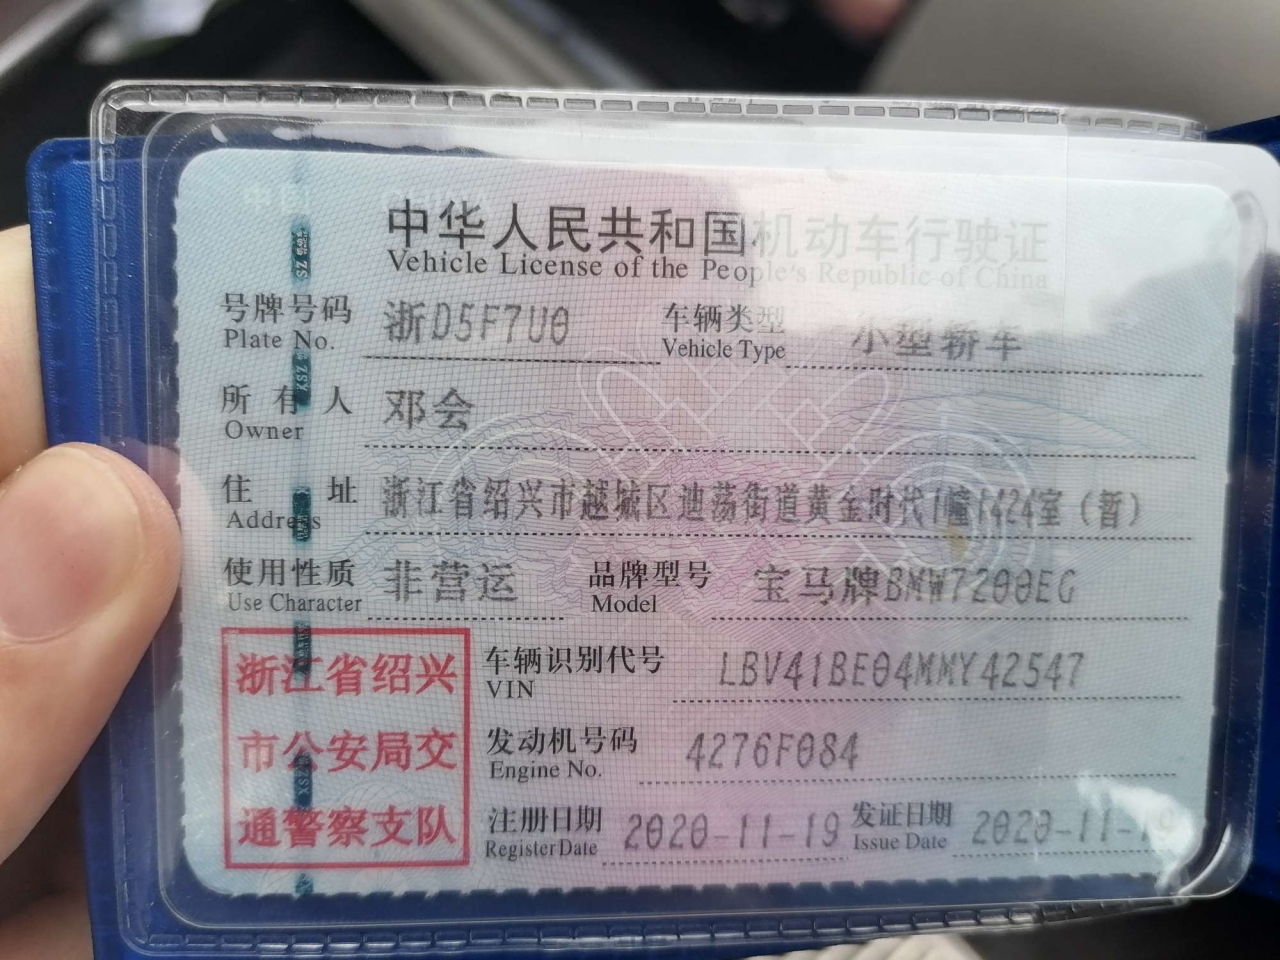 中华人民共和国机动车行驶证
Vehicle License of the People's Republic of China
号牌号码 浙D5F7U0 车辆类型 小型轿车
Plate No. Vehicle Type
所有人 邓会
Owner
住址 浙江省绍兴市越城区迪荡街道黄金时代1幢1424室（暂）
Address
使用性质 非营运 品牌型号 宝马牌BMW7200EG
Use Character Model
浙江省绍兴
市公安局交
通警察支队
车辆识别代号 LBV41BE04MMY42547
VIN
发动机号码 4276F084
Engine No.
注册日期 2020-11-19 发证日期 2020-11-19
Register Date Issue Date